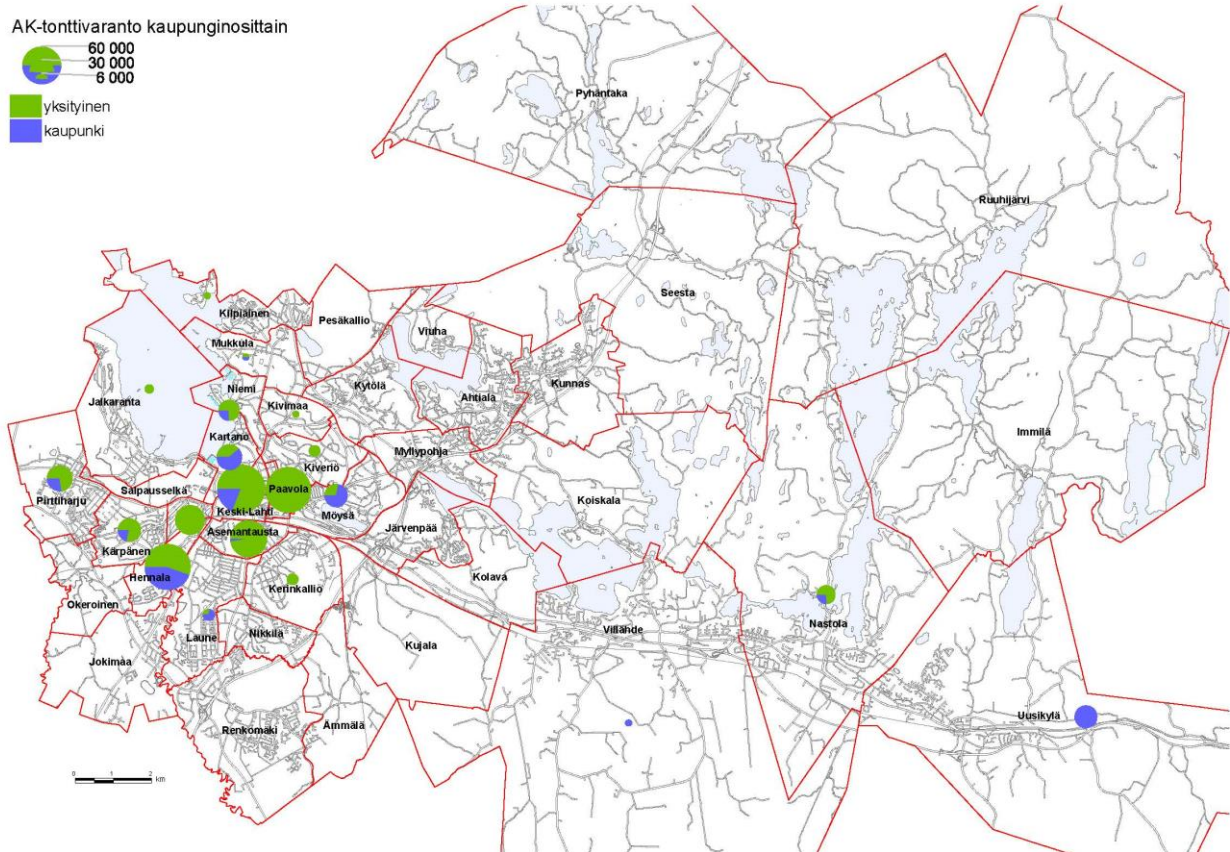 AK-tonttivaranto kaupunginosittain
60 000
30 000
6 000
yksityinen
kaupunki
Pyhäntaka
Ruuhijärvi
Seesta
Kilpiäinen
Pesäkallio
Viuha
Mukkula
Kytölä
Kunnas
Niemi
Ahtiala
Jalkaranta
Kivimaa
Immilä
Kartano
Myllypohja
Kiveriö
Salpausselkä
Paavola
Pirttiharju
Koiskala
Keski-Lahti
Möysä
Järvenpää
Asemantausta
Kärpänen
Hennala
Kolava
Kerinkallio
Okeroinen
Nastola
Villähde
Laune
Nikkilä
Kujala
Jokimaa
Uusikylä
Renkomäki
Ämmälä
0 1 2 km